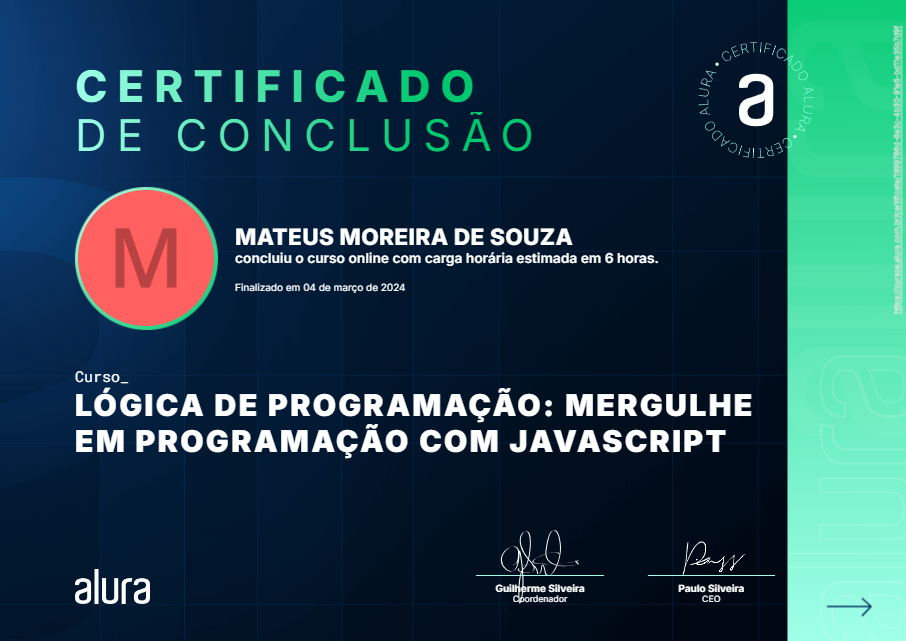 CERTIFICADO
DE CONCLUSÃO
CERTIFICADO ALURA • CERTIFICADO ALURA •
a
M
MATEUS MOREIRA DE SOUZA
concluiu o curso online com carga horária estimada em 6 horas.
Finalizado em 04 de março de 2024
Curso_
LÓGICA DE PROGRAMAÇÃO: MERGULHE
EM PROGRAMAÇÃO COM JAVASCRIPT
alura
Guilherme Silveira
Coordenador
Paulo Silveira
CEO
alura